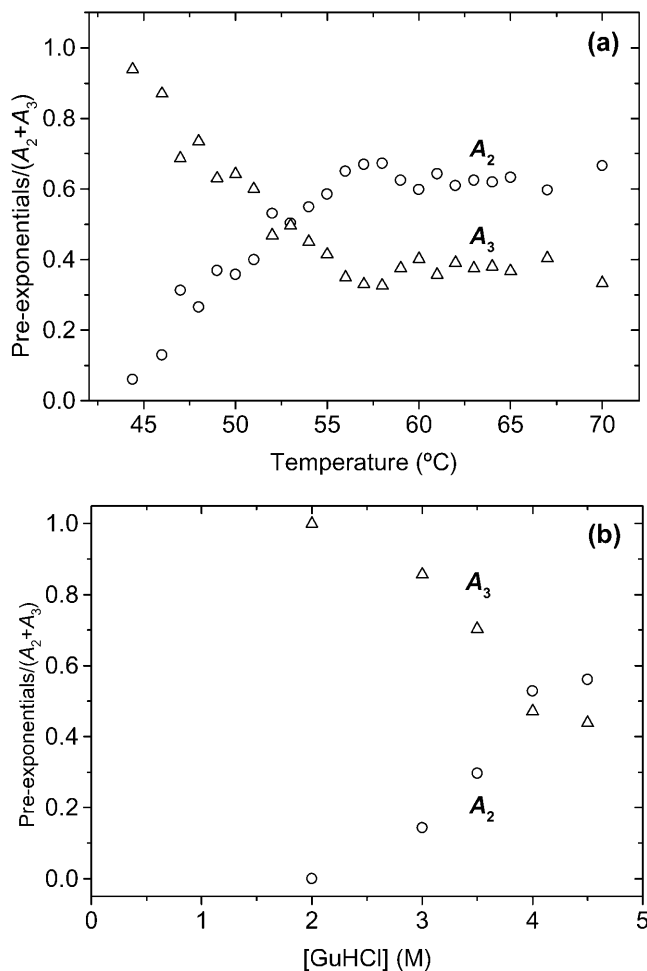 (a)
1.0
0.8
0.6
0.4
0.2
0.0
Pre-exponentials/(A₂+A₃)
A₂
A₃
45 50 55 60 65 70
Temperature (ºC)
(b)
1.0
0.8
0.6
0.4
0.2
0.0
Pre-exponentials/(A₂+A₃)
A₃
A₂
0 1 2 3 4 5
[GuHCl] (M)